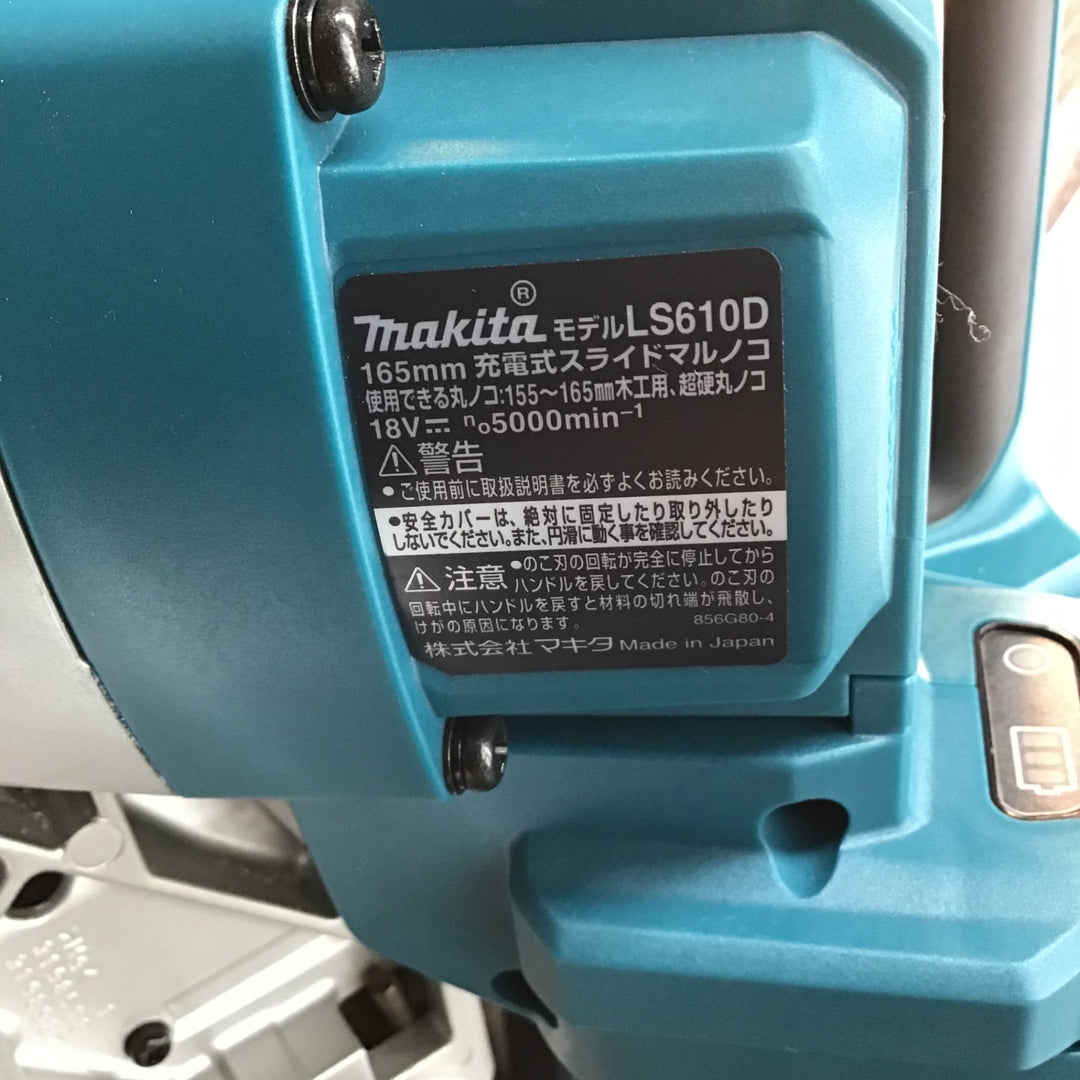 makita® モデルLS610D
165mm 充電式スライドマルノコ
使用できる丸ノコ:155～165㎜木工用、超硬丸ノコ
18V⎓ n₀5000min⁻¹
⚠警告
●ご使用前に取扱説明書を必ずよくお読みください。
●安全カバーは、絶対に固定したり取り外したり
しないでください。また、円滑に動く事を確認してください。
⚠注意 ●のこ刃の回転が完全に停止してから
ハンドルを戻してください。のこ刃の
回転中にハンドルを戻すと材料の切れ端が飛散し、
けがの原因になります。 856G80-4
株式会社 マキタ Made in Japan